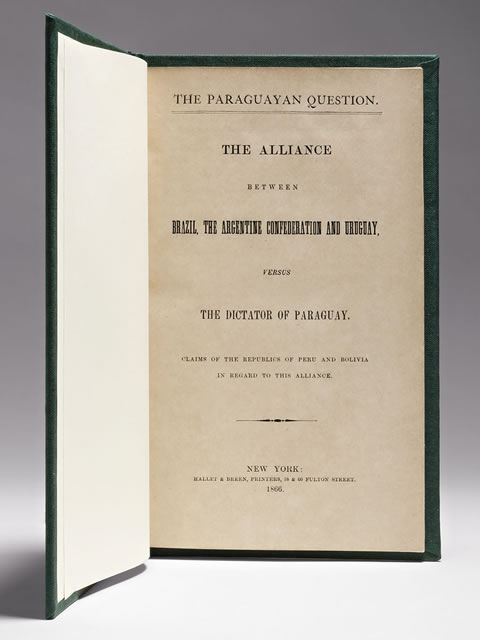 THE PARAGUAYAN QUESTION.
THE ALLIANCE
BETWEEN
BRAZIL, THE ARGENTINE CONFEDERATION AND URUGUAY,
VERSUS
THE DICTATOR OF PARAGUAY.
CLAIMS OF THE REPUBLICS OF PERU AND BOLIVIA
IN REGARD TO THIS ALLIANCE.
NEW YORK:
HALLET & BREEN, PRINTERS, & 60 FULTON STREET.
1866.